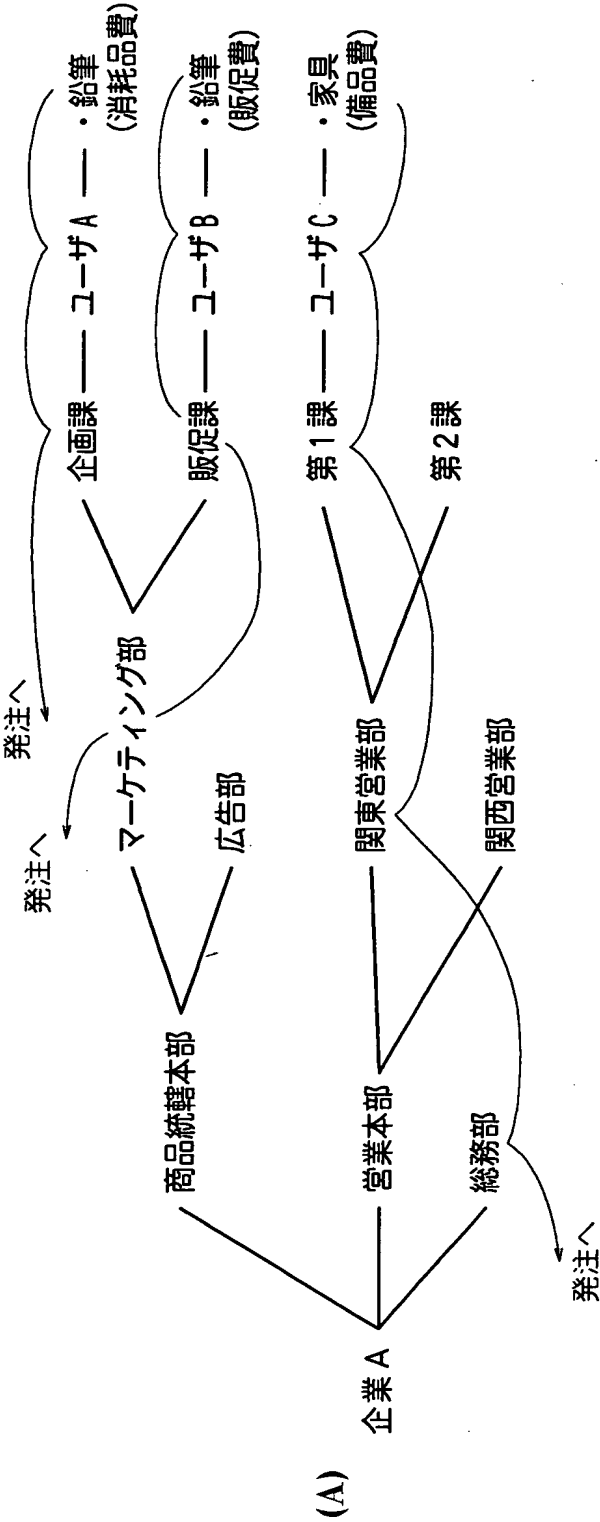 (A)
企業A
商品統轄本部
営業本部
総務部
マーケティング部
広告部
関東営業部
関西営業部
企画課
販促課
第1課
第2課
ユーザA
ユーザB
ユーザC
・鉛筆
(消耗品費)
・鉛筆
(販促費)
・家具
(備品費)
発注へ
発注へ
発注へ